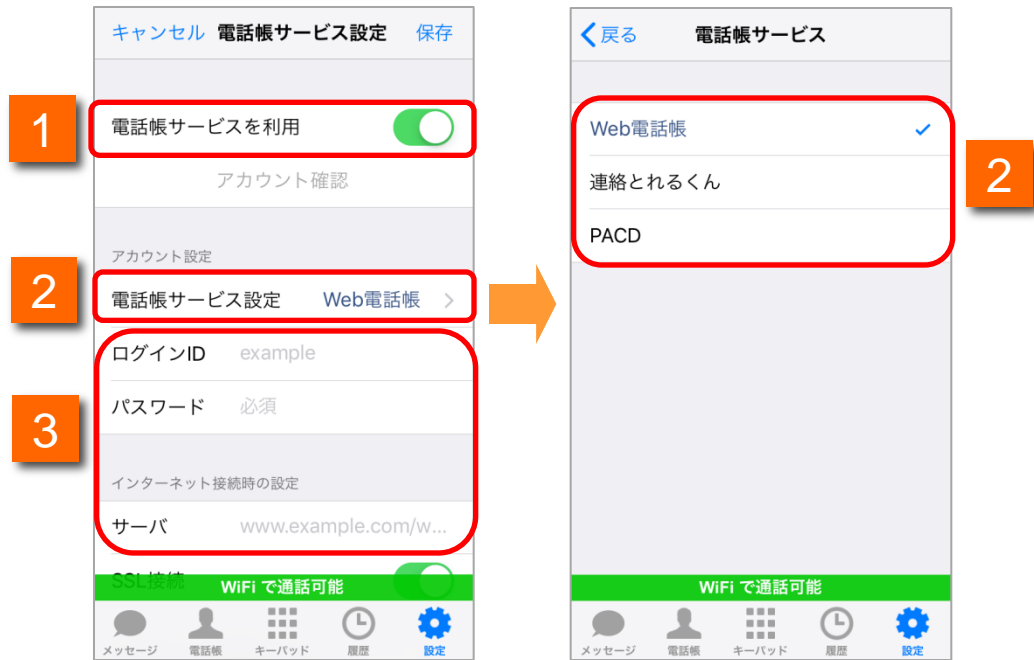 キャンセル 電話帳サービス設定 保存
1
電話帳サービスを利用
アカウント確認
アカウント設定
2
電話帳サービス設定 Web電話帳
ログインID example
パスワード 必須
3
インターネット接続時の設定
サーバ www.example.com/w...
SSL接続
WiFi で通話可能
メッセージ 電話帳 キーパッド 履歴 設定
戻る 電話帳サービス
Web電話帳
連絡とれるくん
2
PACD
WiFi で通話可能
メッセージ 電話帳 キーパッド 履歴 設定